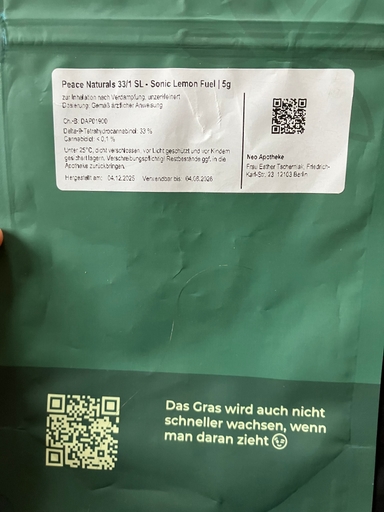 Peace Naturals 33/1 SL - Sonic Lemon Fuel | 5g
zur Inhalation nach Verdampfung, unzerkleinert
Dosierung: Gemäß ärztlicher Anweisung
Ch.-B: DAP01900
Delta-9-Tetrahydrocannabinol: 33 %
Cannabidiol: < 0,1 %
Unter 25°C, dicht verschlossen, vor Licht geschützt und vor Kindern
gesichert lagern. Verschreibungspflichtig! Restbestände ggf. in die
Apotheke zurückbringen.
Hergestellt am: 04.12.2025 Verwendbar bis: 04.06.2026
Neo Apotheke
Frau Esther Tschernjak, Friedrich-
Karl-Str. 23, 12103 Berlin
Das Gras wird auch nicht
schneller wachsen, wenn
man daran zieht 😉